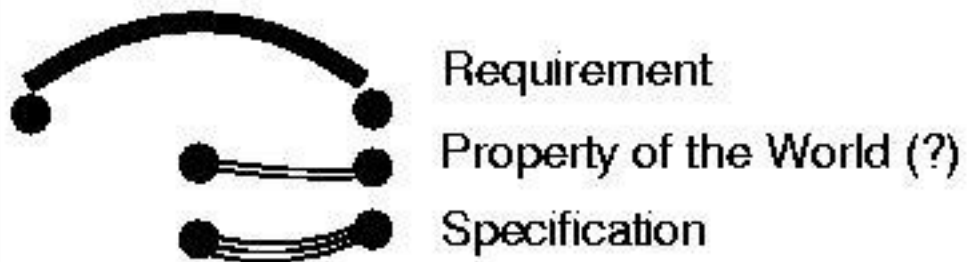 Requirement
Property of the World (?)
Specification